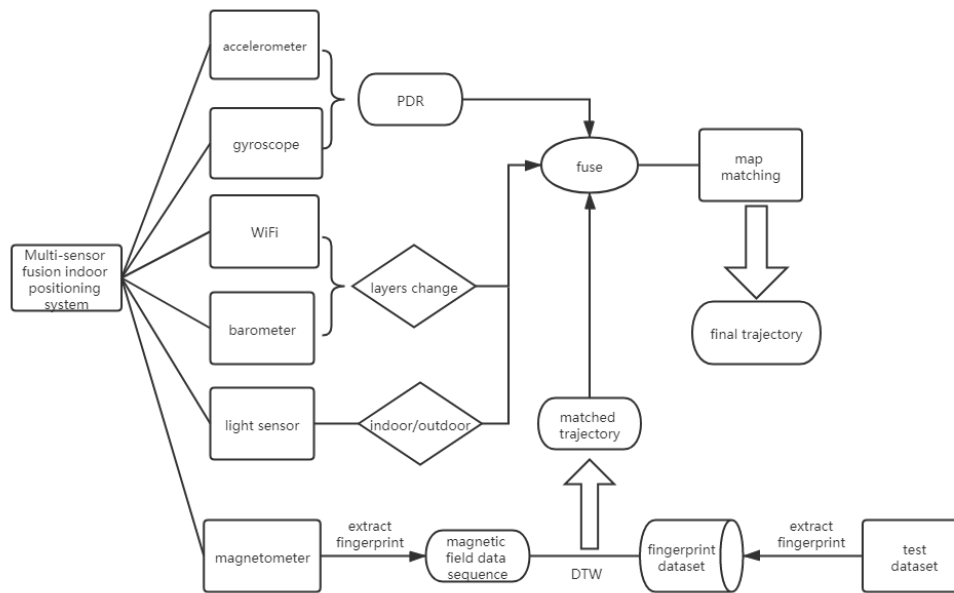 accelerometer
PDR
gyroscope
fuse
map
matching
WiFi
Multi-sensor
fusion indoor
positioning
system
layers change
barometer
final trajectory
light sensor
indoor/outdoor
matched
trajectory
magnetometer
extract
fingerprint
magnetic
field data
sequence
DTW
fingerprint
dataset
extract
fingerprint
test
dataset